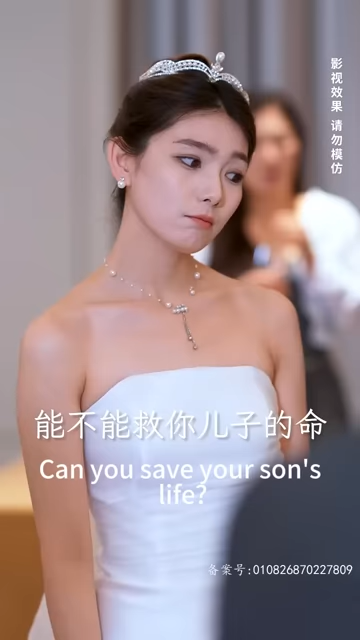 影视效果 请勿模仿
能不能救你儿子的命
Can you save your son's
life?
备案号:010826870227809